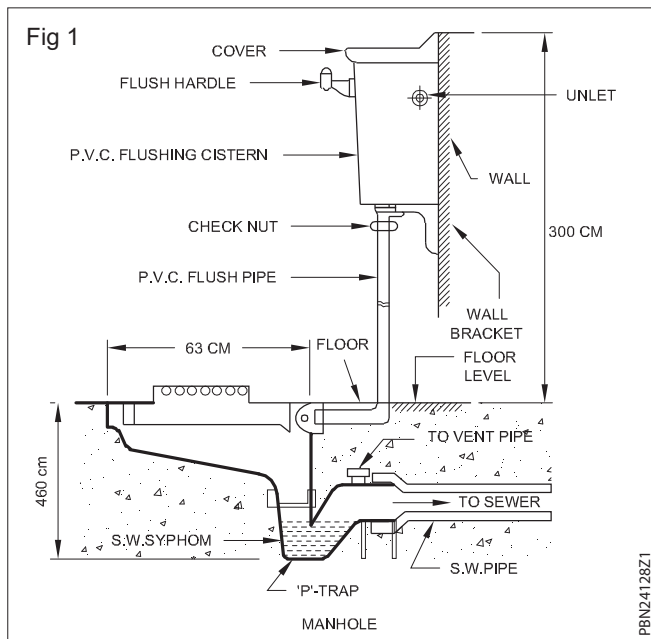 Fig 1
COVER
FLUSH HARDLE
UNLET
P.V.C. FLUSHING CISTERN
WALL
CHECK NUT
300 CM
P.V.C. FLUSH PIPE
WALL
BRACKET
63 CM
FLOOR
FLOOR
LEVEL
TO VENT PIPE
460 cm
TO SEWER
S.W.SYPHOM
S.W.PIPE
'P'-TRAP
MANHOLE
PBN24128Z1